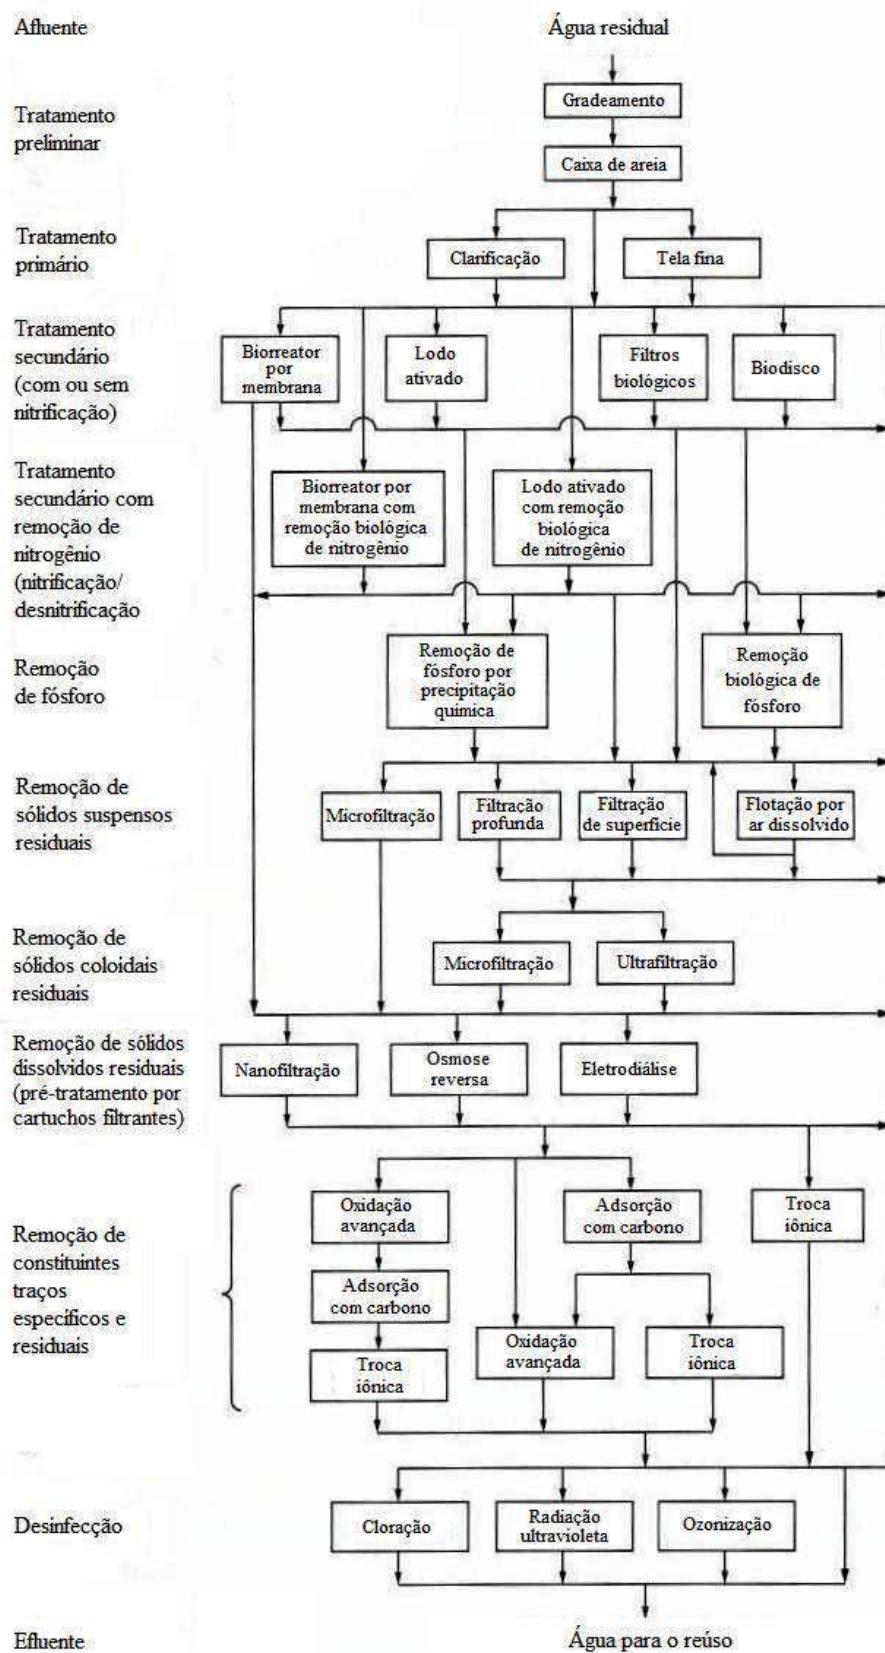 Afluente
Água residual
Gradeamento
Tratamento
preliminar
Caixa de areia
Tratamento
primário
Clarificação
Tela fina
Tratamento
secundário
(com ou sem
nitrificação)
Biorreator
por
membrana
Lodo
ativado
Filtros
biológicos
Biodisco
Tratamento
secundário com
remoção de
nitrogênio
(nitrificação/
desnitrificação
Biorreator por
membrana com
remoção biológica
de nitrogênio
Lodo ativado
com remoção
biológica
de nitrogênio
Remoção
de fósforo
Remoção de
fósforo por
precipitação
química
Remoção
biológica de
fósforo
Remoção de
sólidos suspensos
residuais
Microfiltração
Filtração
profunda
Filtração
de superfície
Flotação por
ar dissolvido
Remoção de
sólidos coloidais
residuais
Microfiltração
Ultrafiltração
Remoção de sólidos
dissolvidos residuais
(pré-tratamento por
cartuchos filtrantes)
Nanofiltração
Osmose
reversa
Eletrodiálise
Remoção de
constituintes
traços
específicos e
residuais
Oxidação
avançada
Adsorção
com carbono
Troca
iônica
Adsorção
com carbono
Troca
iônica
Oxidação
avançada
Troca
iônica
Desinfecção
Cloração
Radiação
ultravioleta
Ozonização
Efluente
Água para o reúso